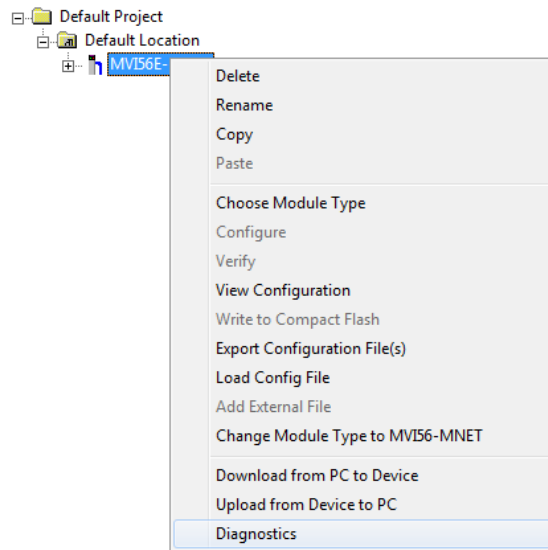 Default Project
Default Location
MVI56E-
Delete
Rename
Copy
Paste
Choose Module Type
Configure
Verify
View Configuration
Write to Compact Flash
Export Configuration File(s)
Load Config File
Add External File
Change Module Type to MVI56-MNET
Download from PC to Device
Upload from Device to PC
Diagnostics